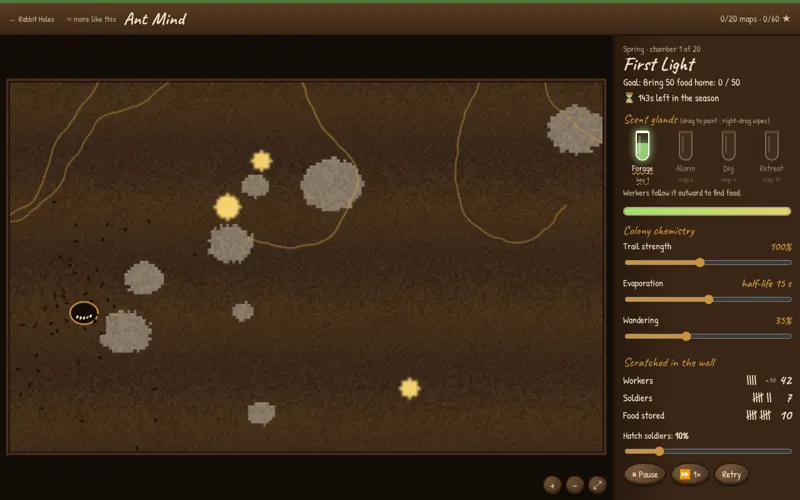 ← Rabbit Holes
≈ more like this
Ant Mind
0/20 maps · 0/60 ★
Spring · chamber 1 of 20
First Light
Goal: Bring 50 food home: 0 / 50
⏳ 143s left in the season
Scent glands (drag to paint · right-drag wipes)
Forage Alarm Dig Retreat
key 1
Workers follow it outward to find food.
Colony chemistry
Trail strength 100%
Evaporation half-life 15 s
Wandering 35%
Scratched in the wall
Workers ×10 42
Soldiers 7
Food stored 10
Hatch soldiers: 10%
⏸ Pause ⏩ 1× Retry
+ − ⤢